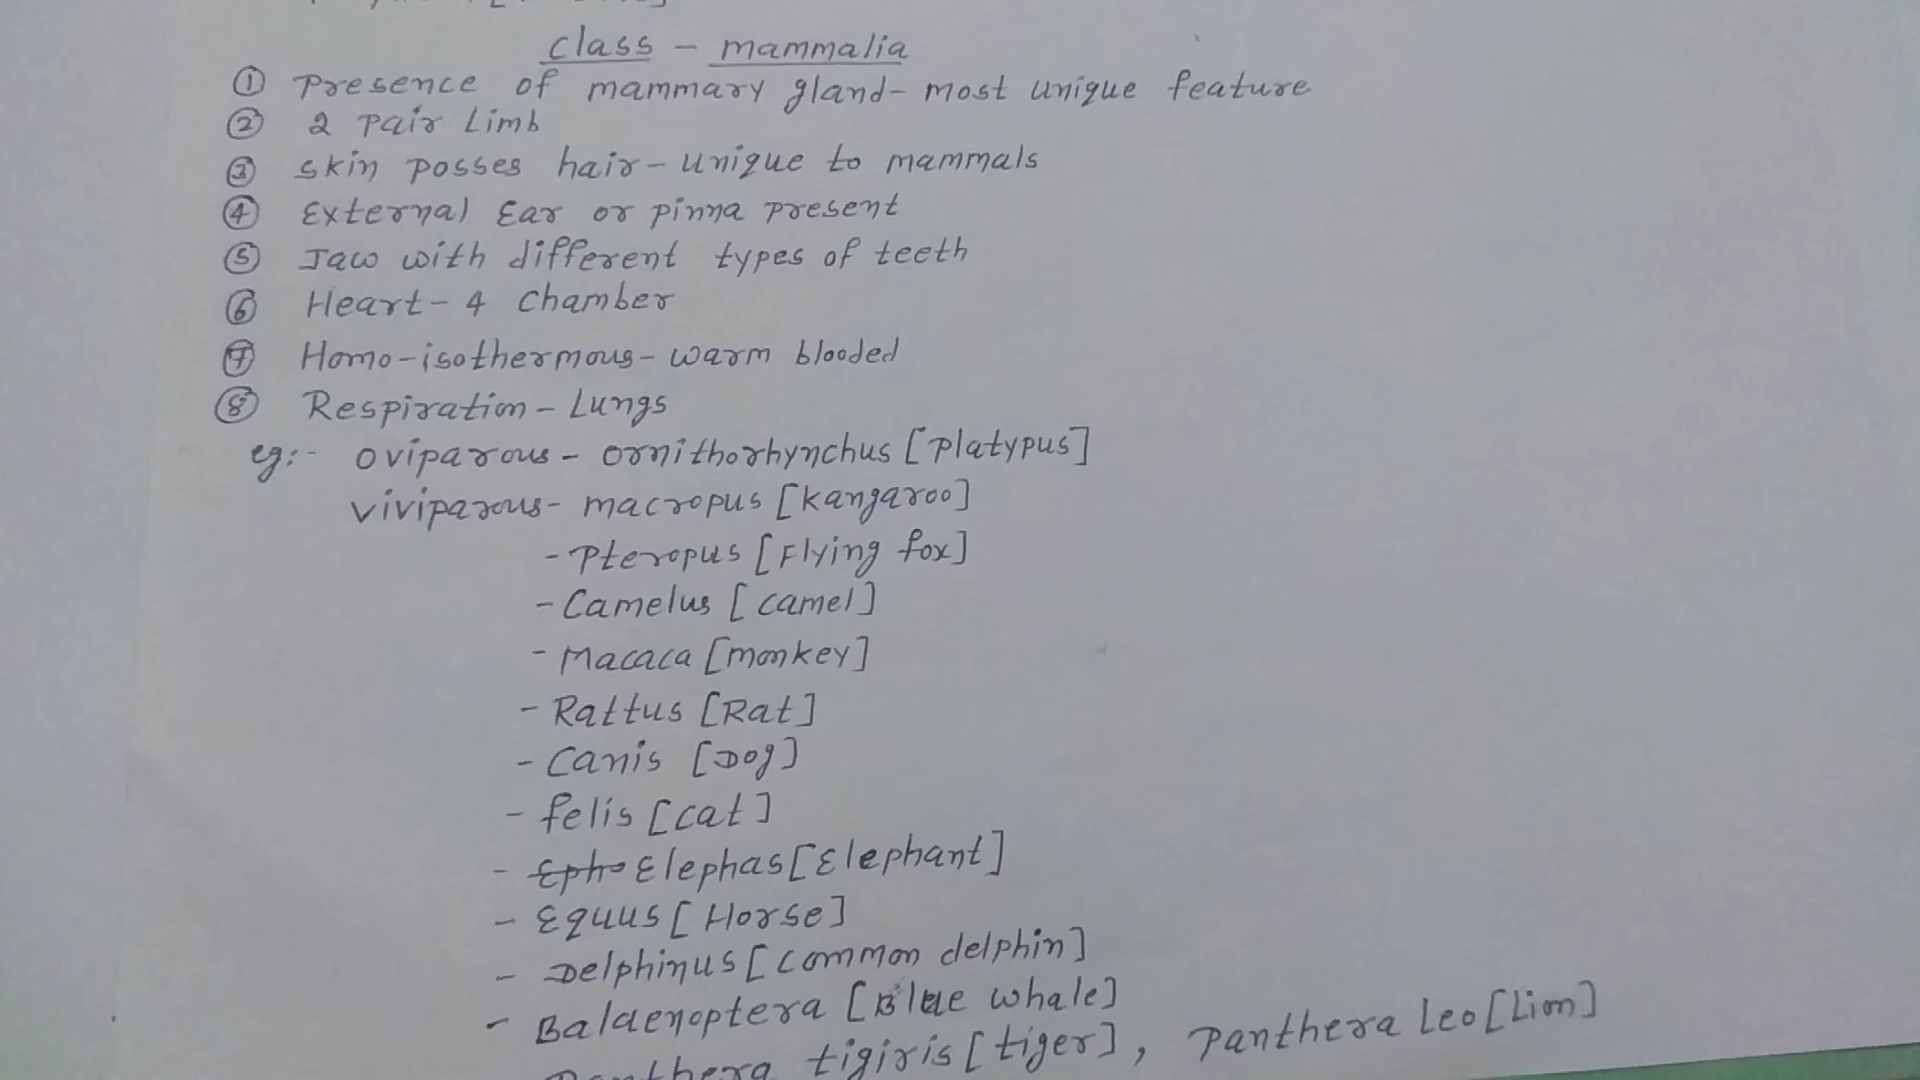 class - mammalia
① Presence of mammary gland- most unique feature
② 2 pair Limb
③ skin posses hair - unique to mammals
④ External Ear or pinna present
⑤ Jaw with different types of teeth
⑥ Heart - 4 chamber
⑦ Homo-isothermous- warm blooded
⑧ Respiration - Lungs
eg:- oviparous - ornithorhynchus [Platypus]
viviparous- macropus [kangaroo]
- Pteropus [Flying fox]
- Camelus [camel]
- Macaca [monkey]
- Rattus [Rat]
- Canis [Dog]
- felis [cat]
- Epho Elephas [Elephant]
- Equus [Horse]
- Delphinus [common delphin]
- Balaenoptera [Blue whale]
Panthera tigiris [tiger], Panthera Leo [Lion]